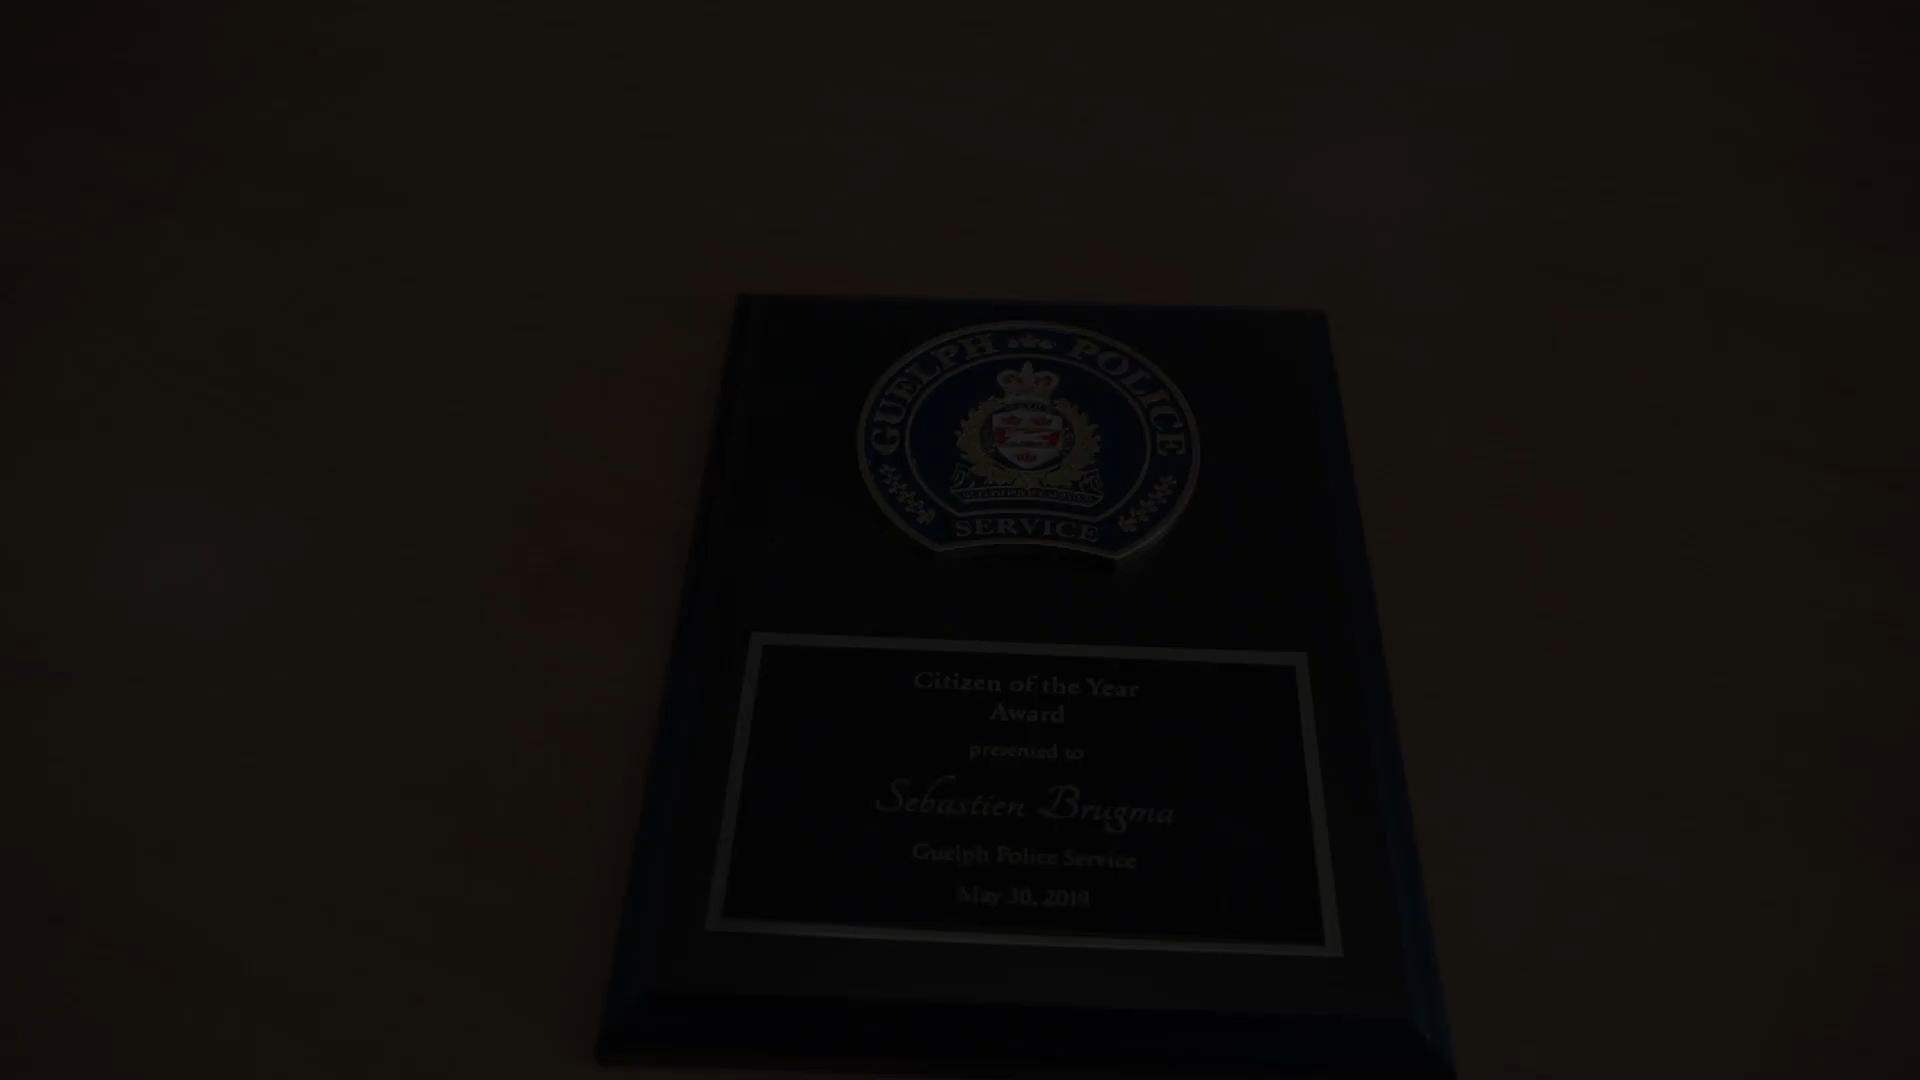 GUELPH POLICE
SERVICE
Citizen of the Year
Award
presented to
Sebastien Brugma
Guelph Police Service
May 30, 2019